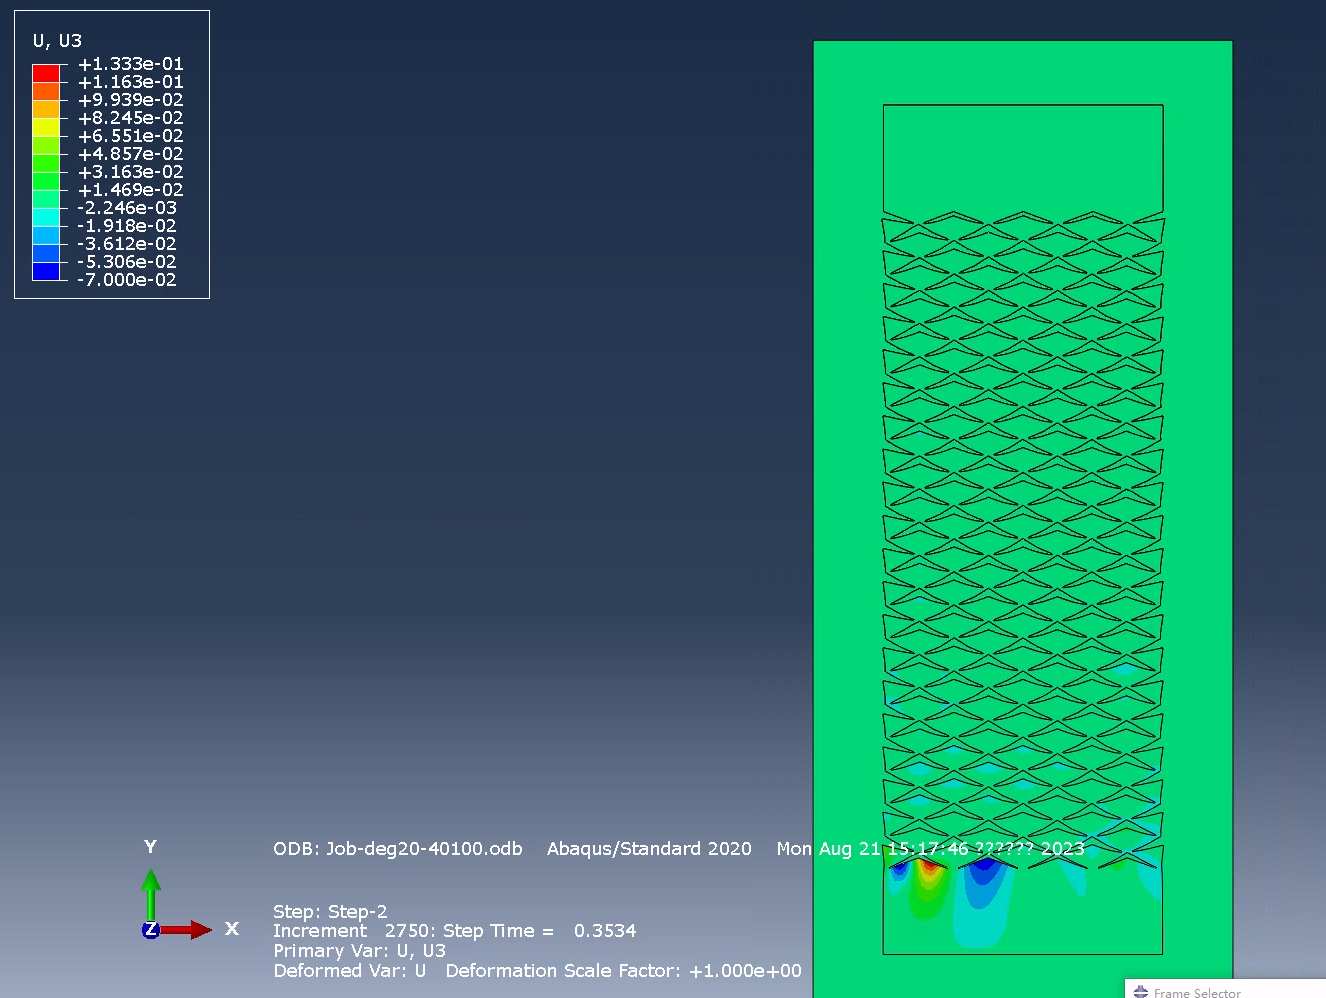 U, U3
+1.333e-01
+1.163e-01
+9.939e-02
+8.245e-02
+6.551e-02
+4.857e-02
+3.163e-02
+1.469e-02
-2.246e-03
-1.918e-02
-3.612e-02
-5.306e-02
-7.000e-02
Y
Z
X
ODB: Job-deg20-40100.odb Abaqus/Standard 2020 Mon Aug 21 15:17:46 ?????? 2023
Step: Step-2
Increment 2750: Step Time = 0.3534
Primary Var: U, U3
Deformed Var: U Deformation Scale Factor: +1.000e+00
Frame Selector